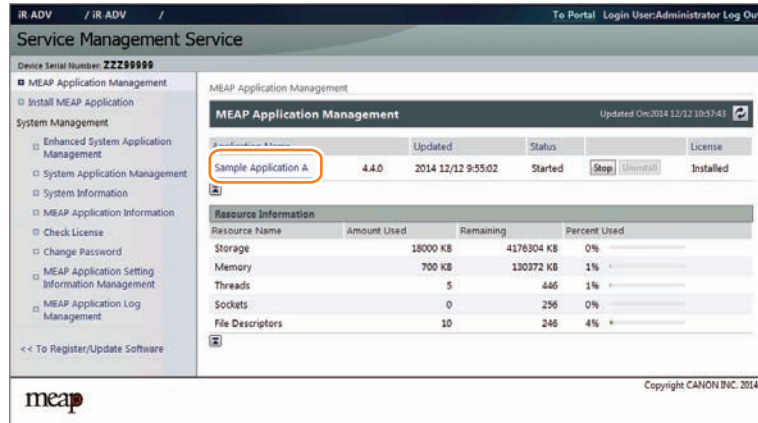 iR-ADV / iR-ADV / To Portal Login User:Administrator Log Out
Service Management Service
Device Serial Number: ZZZ99999
MEAP Application Management
Install MEAP Application
System Management
Enhanced System Application
Management
System Application Management
System Information
MEAP Application Information
Check License
Change Password
MEAP Application Setting
Information Management
MEAP Application Log
Management
<< To Register/Update Software
MEAP Application Management
MEAP Application Management Updated On:2014 12/12 10:57:43
Application Name Updated Status License
Sample Application A 4.4.0 2014 12/12 9:55:02 Started Stop Uninstall Installed
Resource Information
Resource Name Amount Used Remaining Percent Used
Storage 18000 KB 4176304 KB 0%
Memory 700 KB 130372 KB 1%
Threads 5 446 1%
Sockets 0 256 0%
File Descriptors 10 246 4%
Copyright CANON INC. 2014
meap